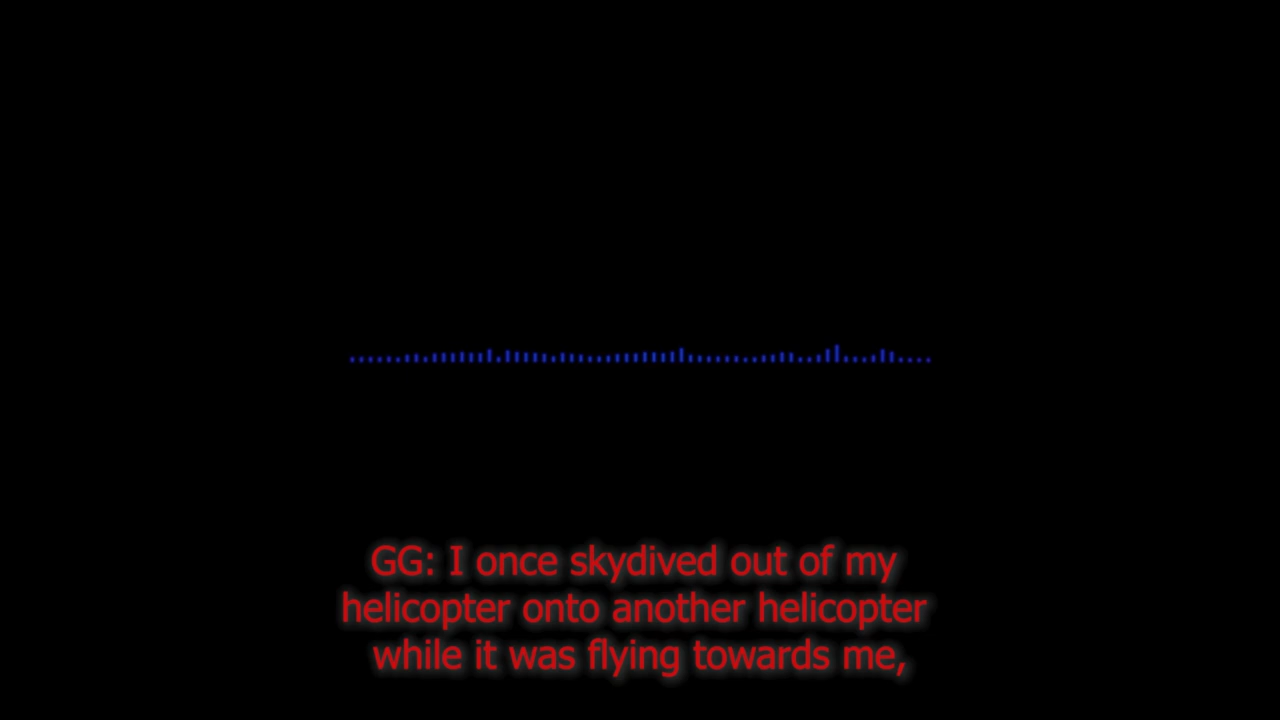 GG: I once skydived out of my
helicopter onto another helicopter
while it was flying towards me,